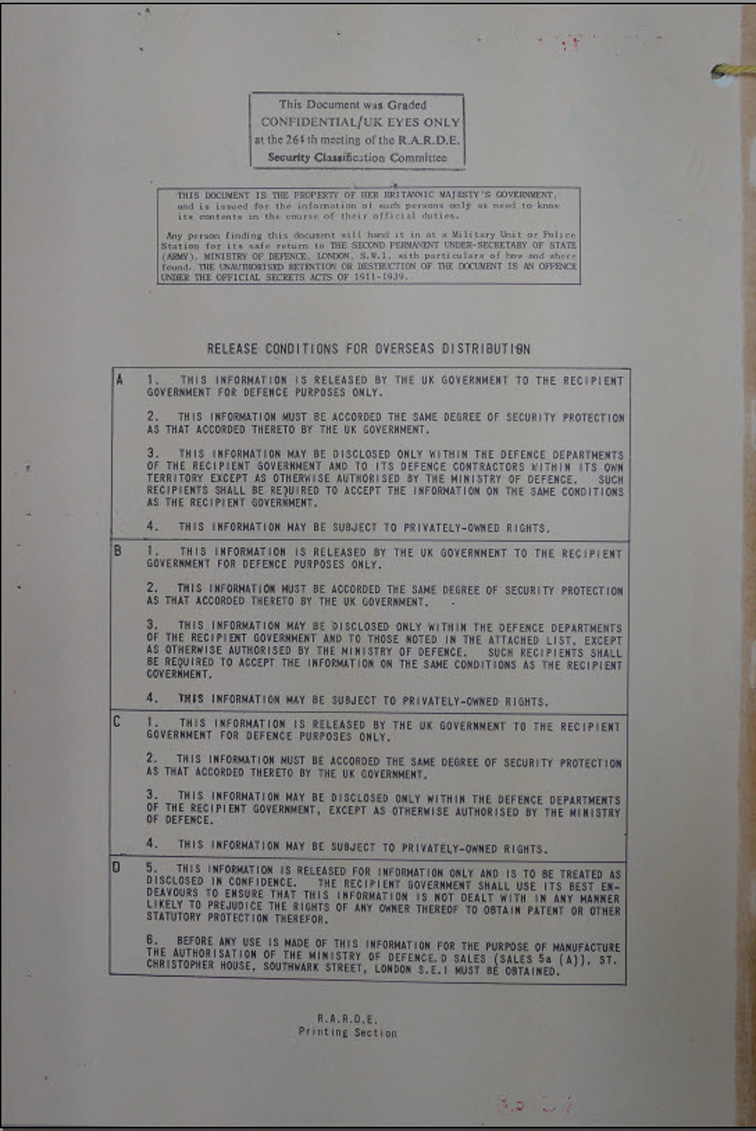 This Document was Graded
CONFIDENTIAL/UK EYES ONLY
at the 264th meeting of the R.A.R.D.E.
Security Classification Committee
THIS DOCUMENT IS THE PROPERTY OF HER BRITANNIC MAJESTY'S GOVERNMENT,
and is issued for the information of such persons only as need to know
its contents in the course of their official duties.
Any person finding this document will hand it in at a Military Unit or Police
Station for its safe return to THE SECOND PERMANENT UNDER-SECRETARY OF STATE
(ARMY), MINISTRY OF DEFENCE, LONDON, S.W.1, with particulars of how and where
found. THE UNAUTHORISED RETENTION OR DESTRUCTION OF THE DOCUMENT IS AN OFFENCE
UNDER THE OFFICIAL SECRETS ACTS OF 1911-1939.
RELEASE CONDITIONS FOR OVERSEAS DISTRIBUTION
A 1. THIS INFORMATION IS RELEASED BY THE UK GOVERNMENT TO THE RECIPIENT
GOVERNMENT FOR DEFENCE PURPOSES ONLY.
2. THIS INFORMATION MUST BE ACCORDED THE SAME DEGREE OF SECURITY PROTECTION
AS THAT ACCORDED THERETO BY THE UK GOVERNMENT.
3. THIS INFORMATION MAY BE DISCLOSED ONLY WITHIN THE DEFENCE DEPARTMENTS
OF THE RECIPIENT GOVERNMENT AND TO ITS DEFENCE CONTRACTORS WITHIN ITS OWN
TERRITORY EXCEPT AS OTHERWISE AUTHORISED BY THE MINISTRY OF DEFENCE. SUCH
RECIPIENTS SHALL BE REQUIRED TO ACCEPT THE INFORMATION ON THE SAME CONDITIONS
AS THE RECIPIENT GOVERNMENT.
4. THIS INFORMATION MAY BE SUBJECT TO PRIVATELY-OWNED RIGHTS.
B 1. THIS INFORMATION IS RELEASED BY THE UK GOVERNMENT TO THE RECIPIENT
GOVERNMENT FOR DEFENCE PURPOSES ONLY.
2. THIS INFORMATION MUST BE ACCORDED THE SAME DEGREE OF SECURITY PROTECTION
AS THAT ACCORDED THERETO BY THE UK GOVERNMENT.
3. THIS INFORMATION MAY BE DISCLOSED ONLY WITHIN THE DEFENCE DEPARTMENTS
OF THE RECIPIENT GOVERNMENT AND TO THOSE NOTED IN THE ATTACHED LIST, EXCEPT
AS OTHERWISE AUTHORISED BY THE MINISTRY OF DEFENCE. SUCH RECIPIENTS SHALL
BE REQUIRED TO ACCEPT THE INFORMATION ON THE SAME CONDITIONS AS THE RECIPIENT
GOVERNMENT.
4. THIS INFORMATION MAY BE SUBJECT TO PRIVATELY-OWNED RIGHTS.
C 1. THIS INFORMATION IS RELEASED BY THE UK GOVERNMENT TO THE RECIPIENT
GOVERNMENT FOR DEFENCE PURPOSES ONLY.
2. THIS INFORMATION MUST BE ACCORDED THE SAME DEGREE OF SECURITY PROTECTION
AS THAT ACCORDED THERETO BY THE UK GOVERNMENT.
3. THIS INFORMATION MAY BE DISCLOSED ONLY WITHIN THE DEFENCE DEPARTMENTS
OF THE RECIPIENT GOVERNMENT, EXCEPT AS OTHERWISE AUTHORISED BY THE MINISTRY
OF DEFENCE.
4. THIS INFORMATION MAY BE SUBJECT TO PRIVATELY-OWNED RIGHTS.
D 5. THIS INFORMATION IS RELEASED FOR INFORMATION ONLY AND IS TO BE TREATED AS
DISCLOSED IN CONFIDENCE. THE RECIPIENT GOVERNMENT SHALL USE ITS BEST EN-
DEAVOURS TO ENSURE THAT THIS INFORMATION IS NOT DEALT WITH IN ANY MANNER
LIKELY TO PREJUDICE THE RIGHTS OF ANY OWNER THEREOF TO OBTAIN PATENT OR OTHER
STATUTORY PROTECTION THEREFOR.
6. BEFORE ANY USE IS MADE OF THIS INFORMATION FOR THE PURPOSE OF MANUFACTURE
THE AUTHORISATION OF THE MINISTRY OF DEFENCE, D SALES (SALES 5a (A)), ST.
CHRISTOPHER HOUSE, SOUTHWARK STREET, LONDON S.E.1 MUST BE OBTAINED.
R.A.R.D.E.
Printing Section